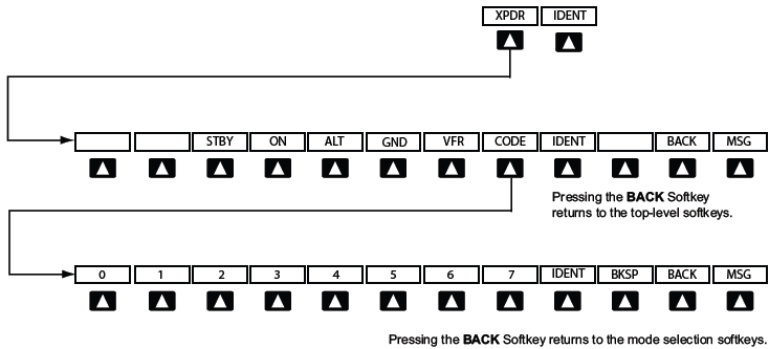 XPDR IDENT
STBY ON ALT GND VFR CODE IDENT BACK MSG
Pressing the BACK Softkey
returns to the top-level softkeys.
0 1 2 3 4 5 6 7 IDENT BKSP BACK MSG
Pressing the BACK Softkey returns to the mode selection softkeys.